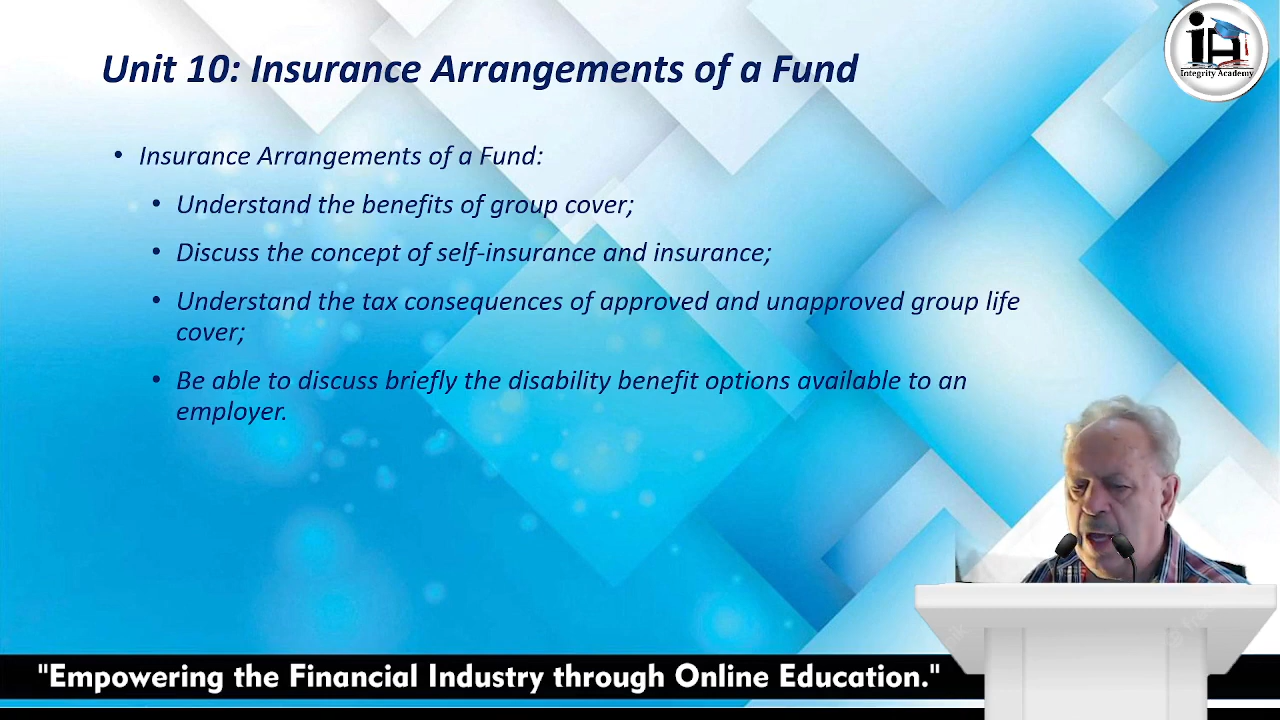 Unit 10: Insurance Arrangements of a Fund
iA
Integrity Academy
• Insurance Arrangements of a Fund:
• Understand the benefits of group cover;
• Discuss the concept of self-insurance and insurance;
• Understand the tax consequences of approved and unapproved group life
cover;
• Be able to discuss briefly the disability benefit options available to an
employer.
"Empowering the Financial Industry through Online Education."